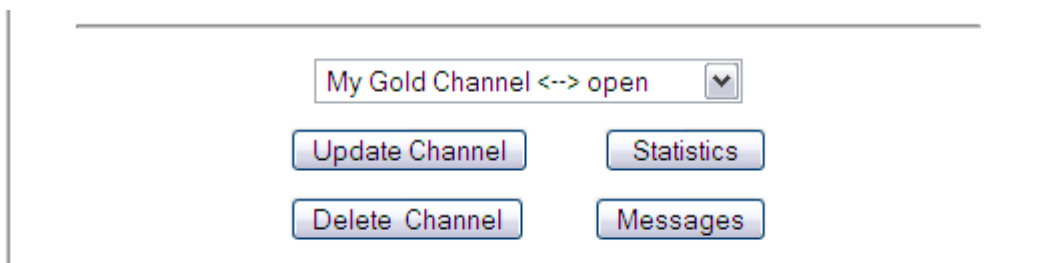 My Gold Channel <--> open
Update Channel Statistics
Delete Channel Messages